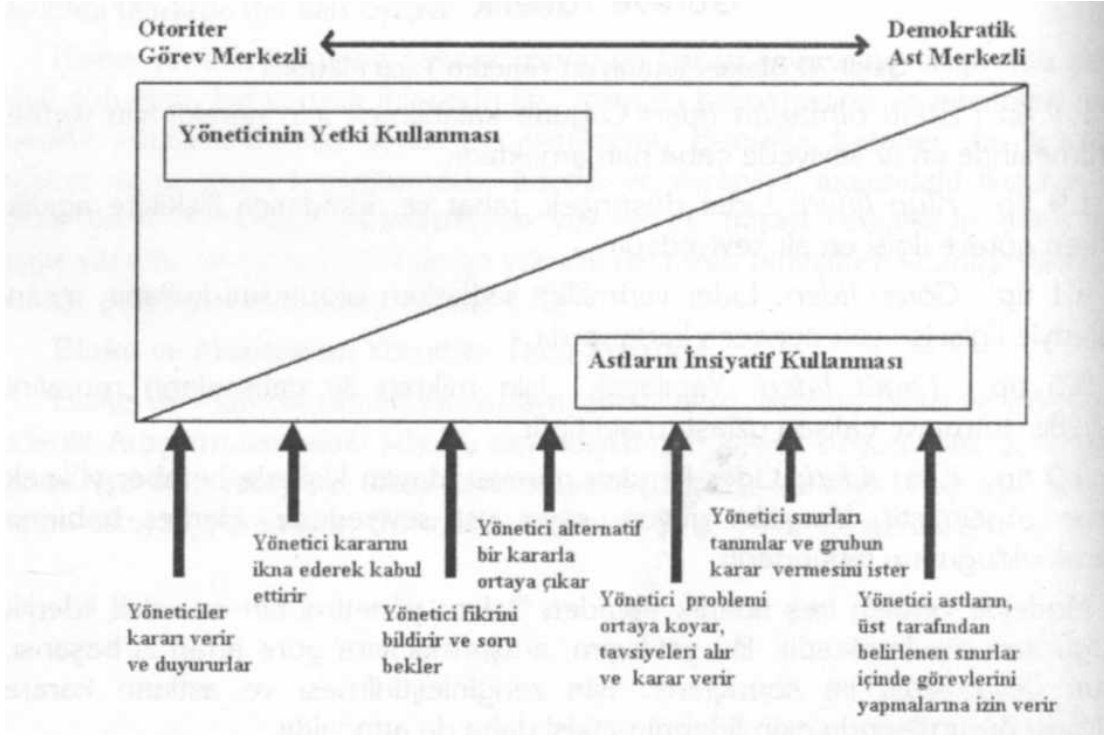 Otoriter
Görev Merkezli
Demokratik
Ast Merkezli
Yöneticinin Yetki Kullanması
Astların İnsiyatif Kullanması
Yöneticiler
kararı verir
ve duyururlar
Yönetici kararını
ikna ederek kabul
ettirir
Yönetici fikrini
bildirir ve soru
bekler
Yönetici alternatif
bir kararla
ortaya çıkar
Yönetici problemi
ortaya koyar,
tavsiyeleri alır
ve karar verir
Yönetici sınırları
tanımlar ve grubun
karar vermesini ister
Yönetici astların,
üst tarafından
belirlenen sınırlar
içinde görevlerini
yapmalarına izin verir